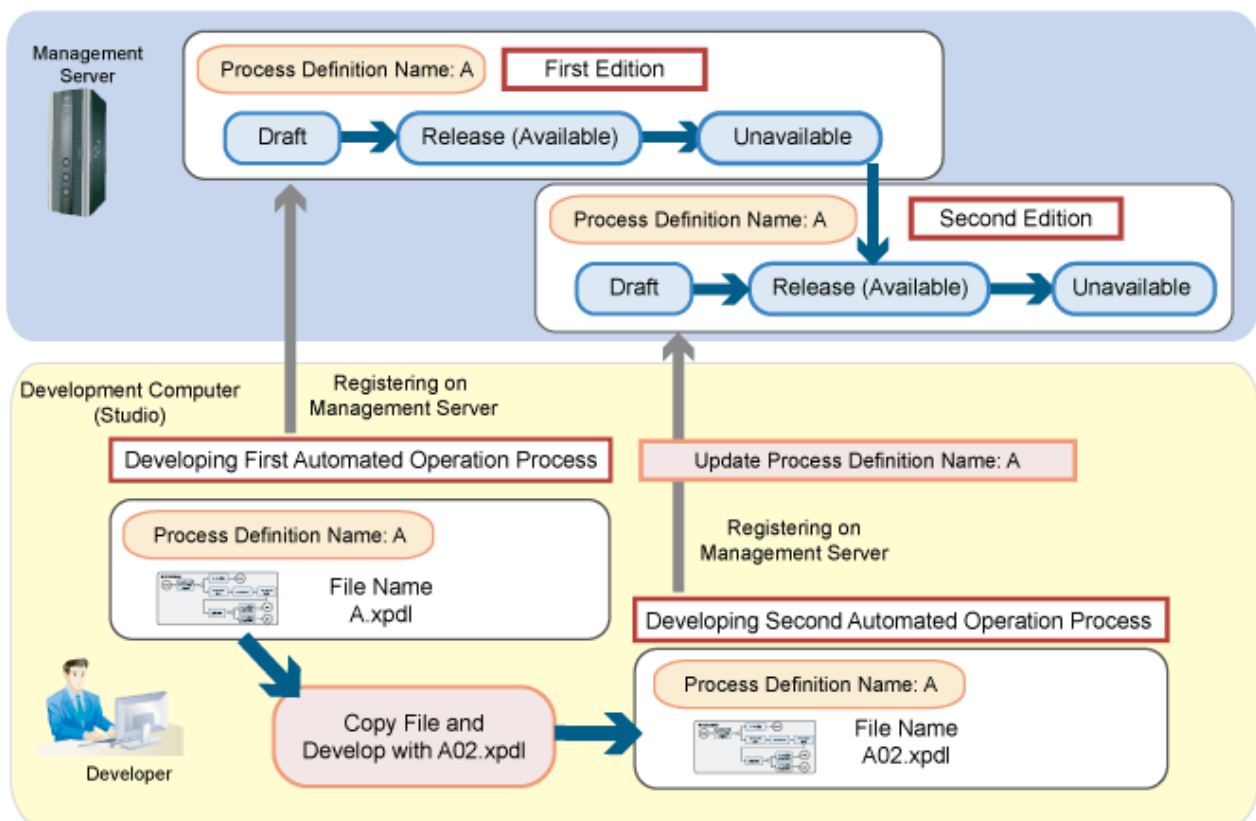 Management
Server
Process Definition Name: A
First Edition
Draft
Release (Available)
Unavailable
Process Definition Name: A
Second Edition
Draft
Release (Available)
Unavailable
Development Computer
(Studio)
Registering on
Management Server
Developing First Automated Operation Process
Update Process Definition Name: A
Process Definition Name: A
File Name
A.xpdl
Registering on
Management Server
Developing Second Automated Operation Process
Process Definition Name: A
File Name
A02.xpdl
Copy File and
Develop with A02.xpdl
Developer